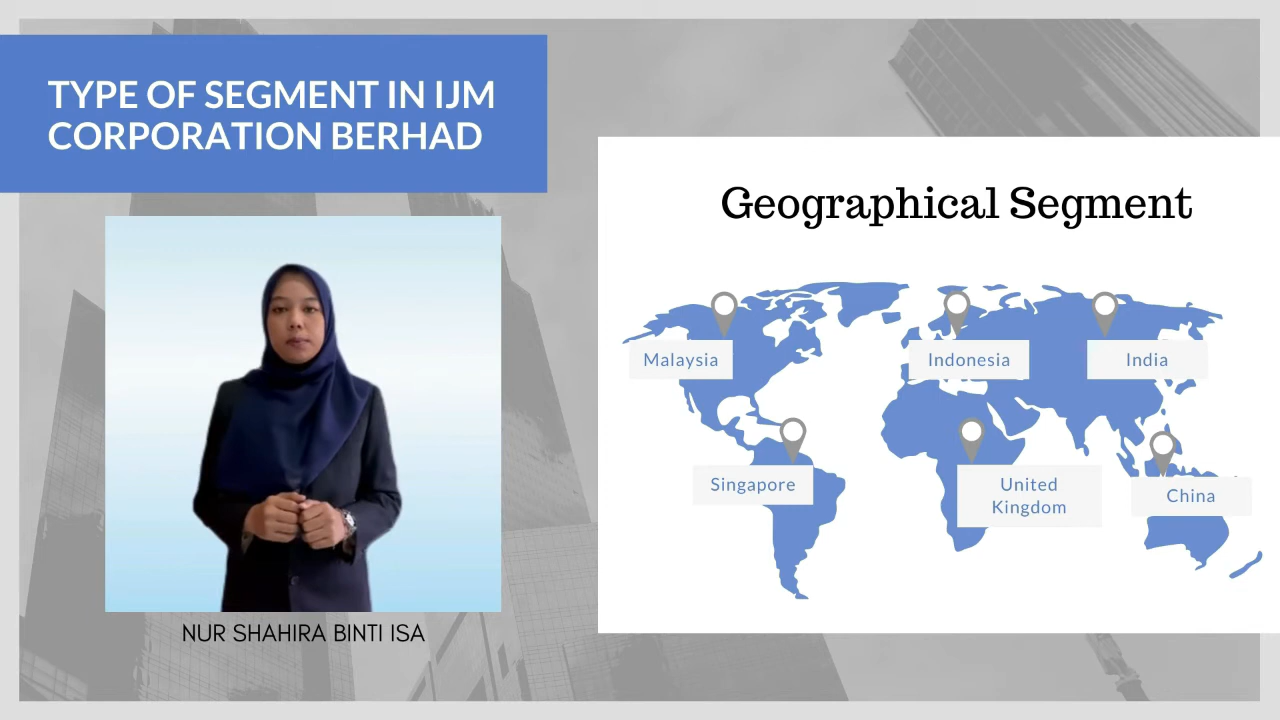 TYPE OF SEGMENT IN IJM
CORPORATION BERHAD
Geographical Segment
Malaysia
Indonesia
India
Singapore
United
Kingdom
China
NUR SHAHIRA BINTI ISA